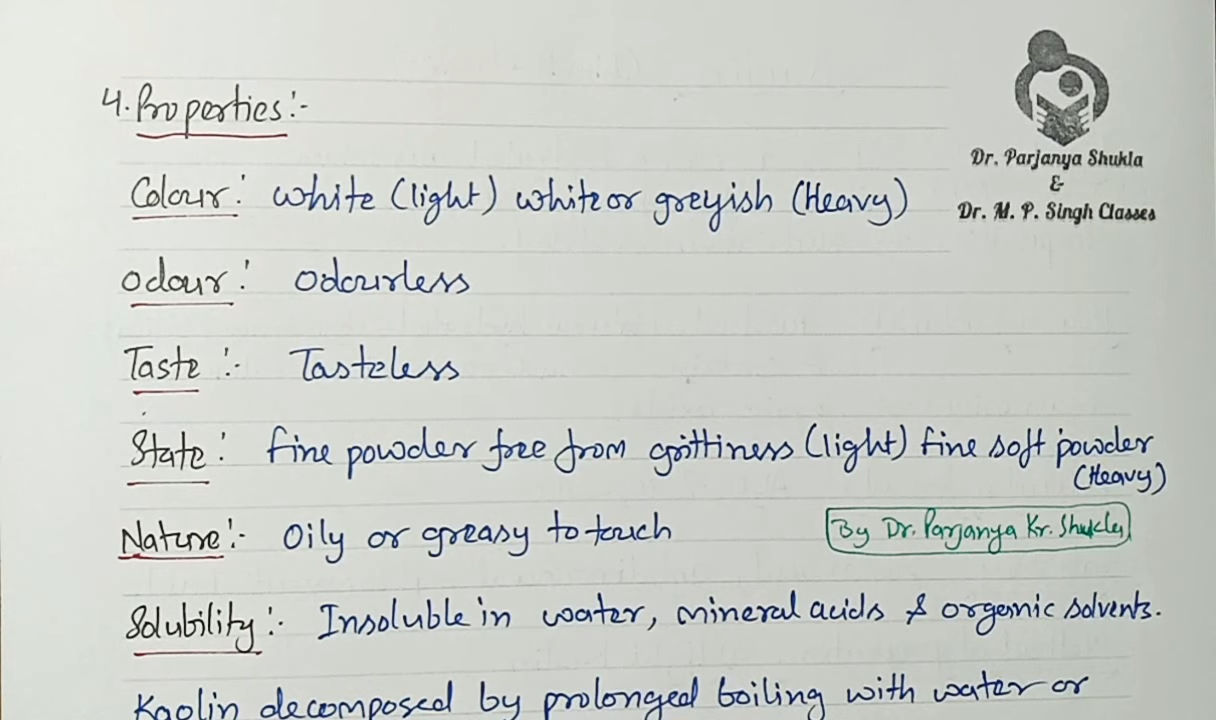 4. Properties:-
Dr. Parjanya Shukla
&
Dr. M. P. Singh Classes
Colour: white (light) white or greyish (Heavy)
Odour: Odourless
Taste:- Tasteless
State: fine powder free from grittiness (light) fine soft powder
(Heavy)
Nature:- Oily or greasy to touch
By Dr. Parjanya Kr. Shukla
Solubility:- Insoluble in water, mineral acids & organic solvents.
Kaolin decomposed by prolonged boiling with water or